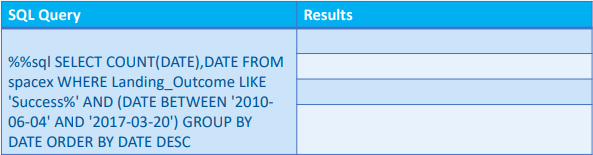 SQL Query
Results
%%sql SELECT COUNT(DATE),DATE FROM
spacex WHERE Landing_Outcome LIKE
'Success%' AND (DATE BETWEEN '2010-
06-04' AND '2017-03-20') GROUP BY
DATE ORDER BY DATE DESC